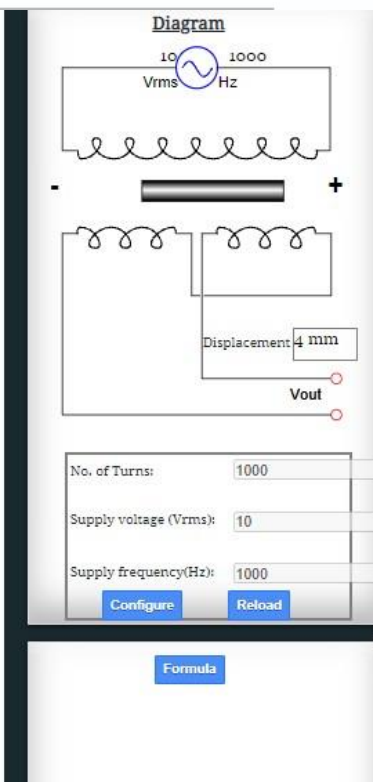 Diagram
10 1000
Vrms Hz
- +
Displacement 4 mm
Vout
No. of Turns: 1000
Supply voltage (Vrms): 10
Supply frequency(Hz): 1000
Configure Reload
Formula